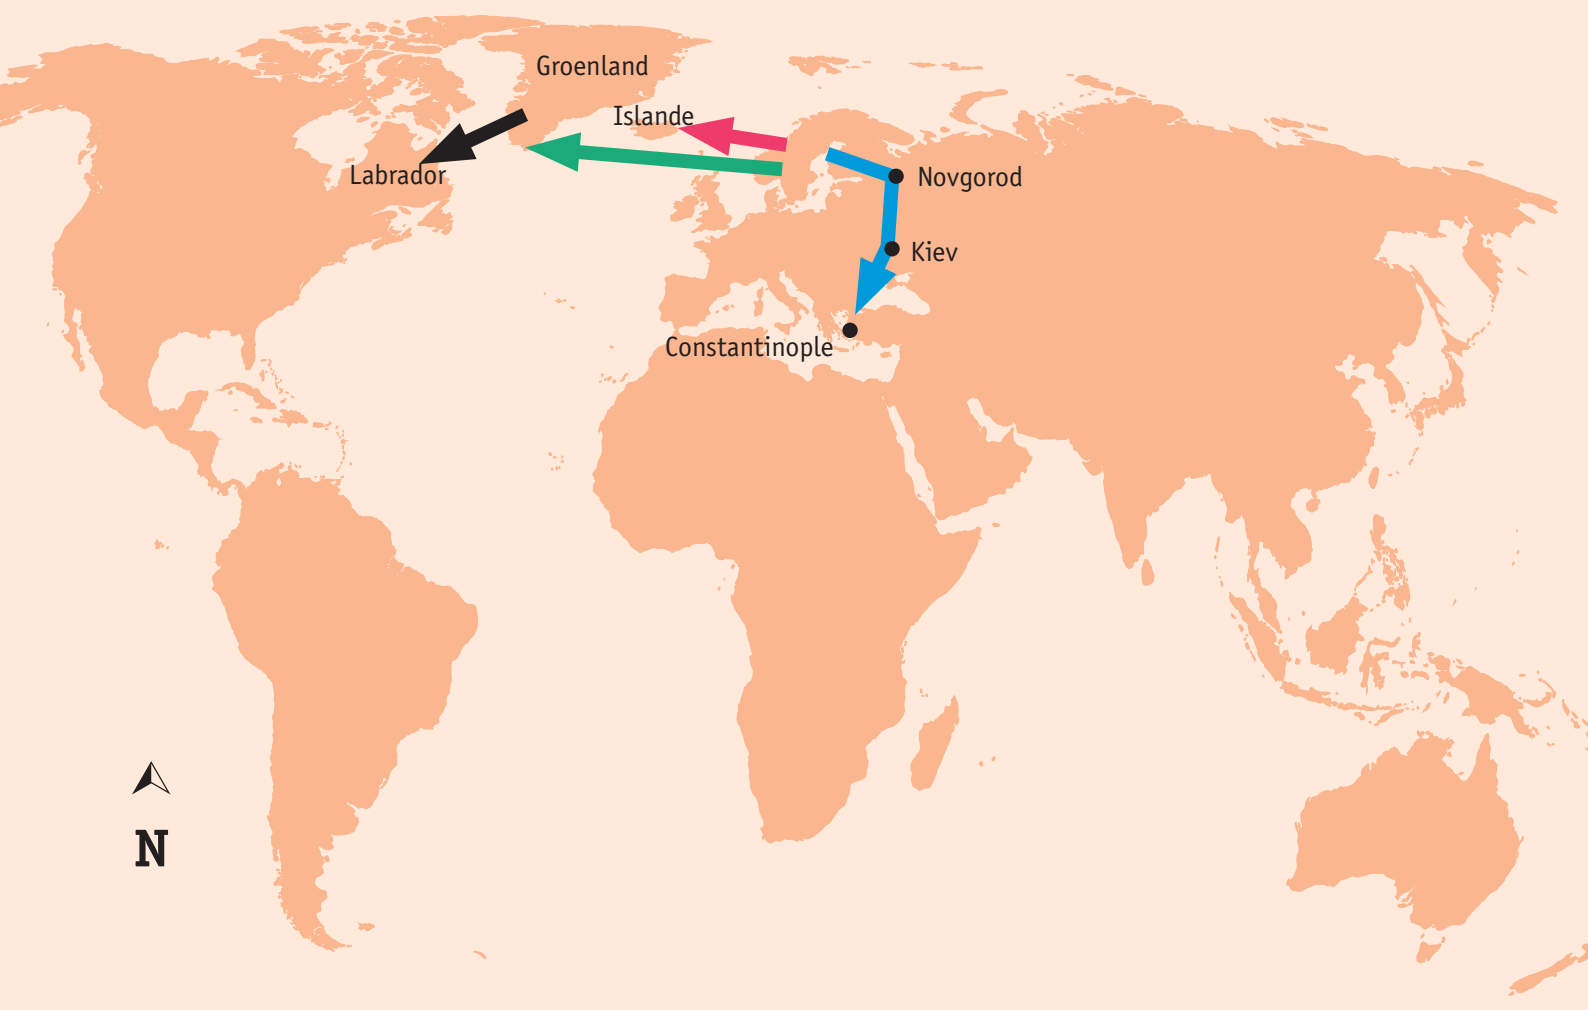 Groenland
Islande
Labrador
Novgorod
Kiev
Constantinople
N